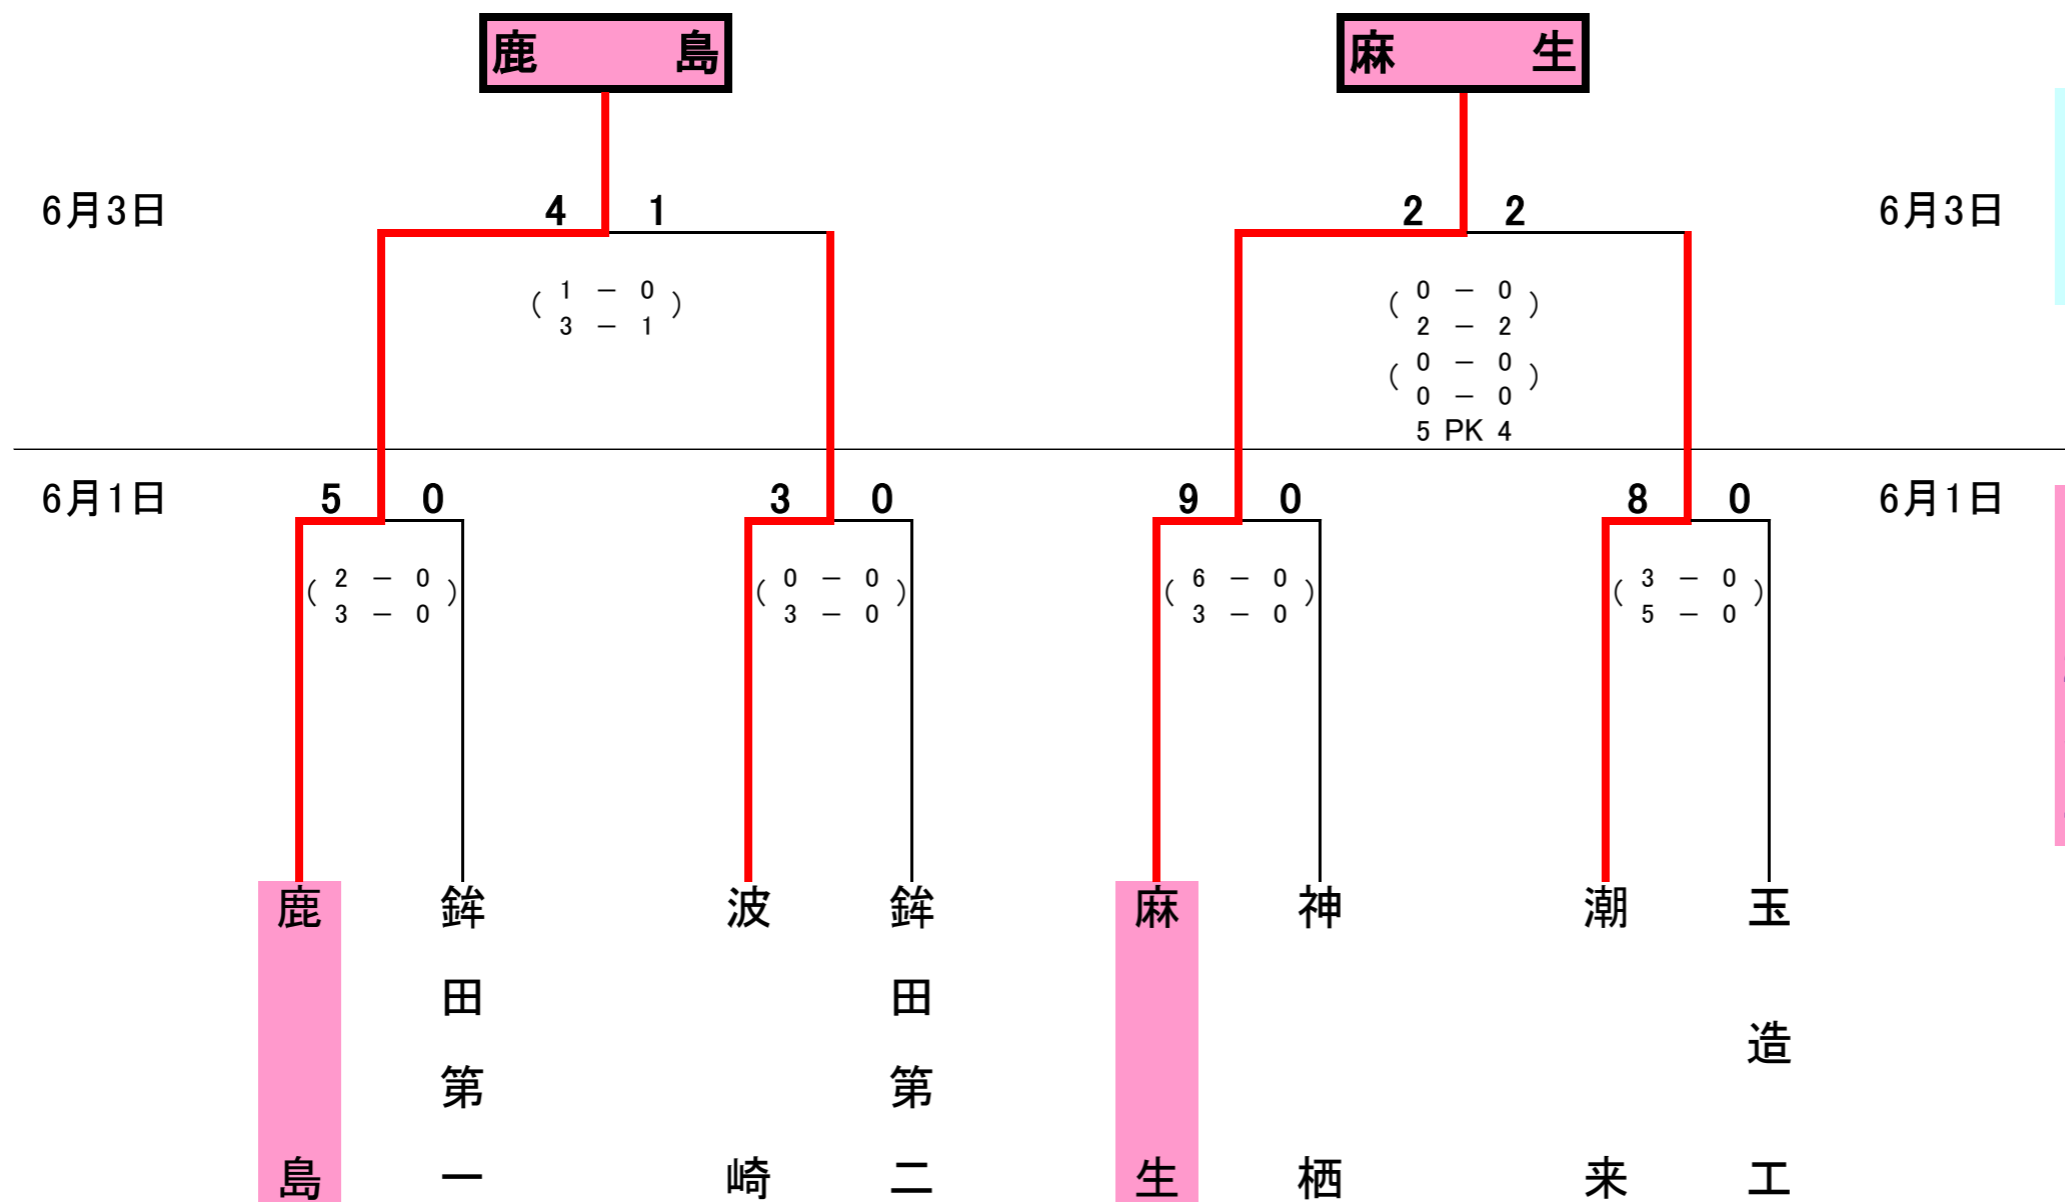 鹿島 麻生
6月3日 4 1 2 2 6月3日
( 1 － 0 ) ( 0 － 0 )
3 － 1 2 － 2
( 0 － 0 )
0 － 0
5 PK 4
6月1日 5 0 3 0 9 0 8 0 6月1日
( 2 － 0 ) ( 0 － 0 ) ( 6 － 0 ) ( 3 － 0 )
3 － 0 3 － 0 3 － 0 5 － 0
鹿島
鉾田第一
波崎
鉾田第二
麻生
神栖
潮来
玉造工